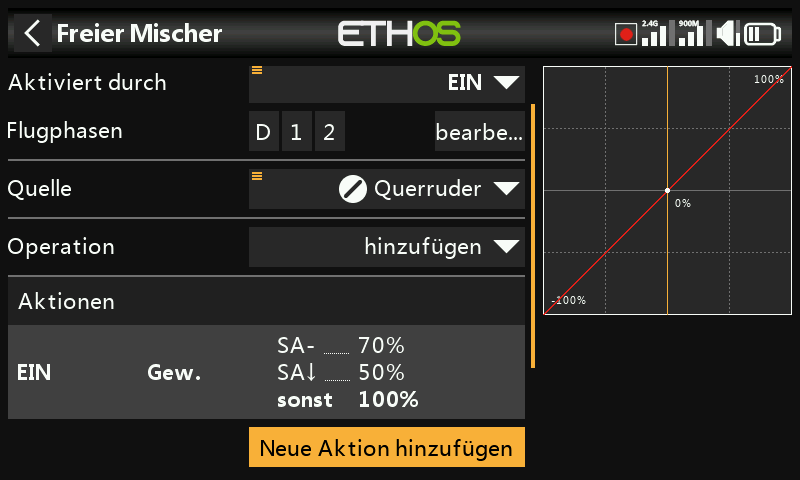 Freier Mischer
ETHOS
2.4G
900M
Aktiviert durch EIN
Flugphasen D 1 2 bearbe...
Quelle Querruder
Operation hinzufügen
Aktionen
EIN Gew.
SA- 70%
SA↓ 50%
sonst 100%
Neue Aktion hinzufügen
100%
0%
-100%